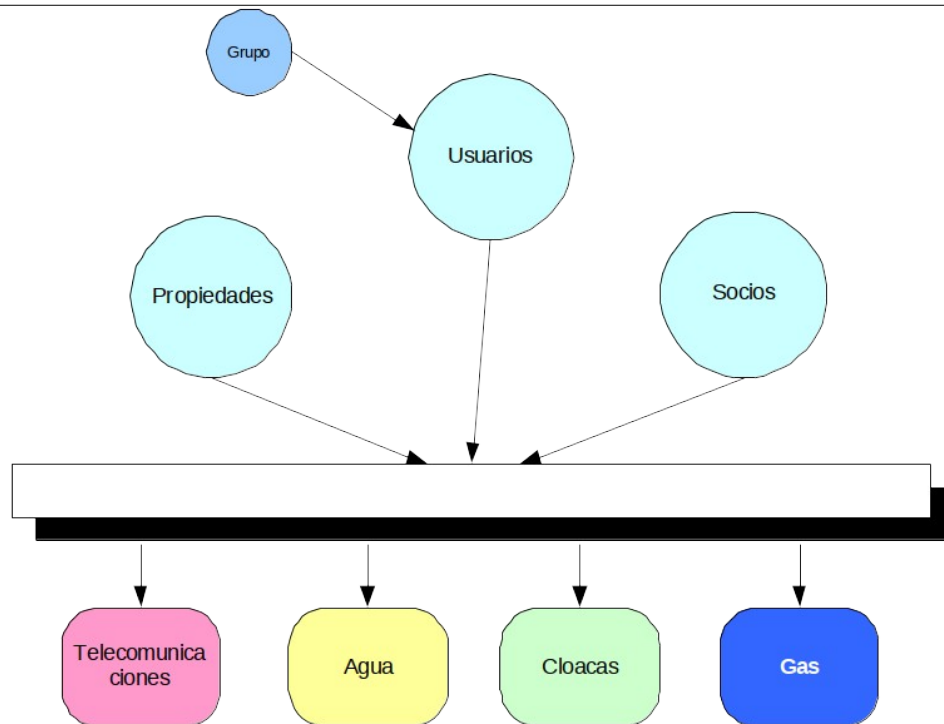 Grupo
Usuarios
Propiedades
Socios
Telecomunica
ciones
Agua
Cloacas
Gas